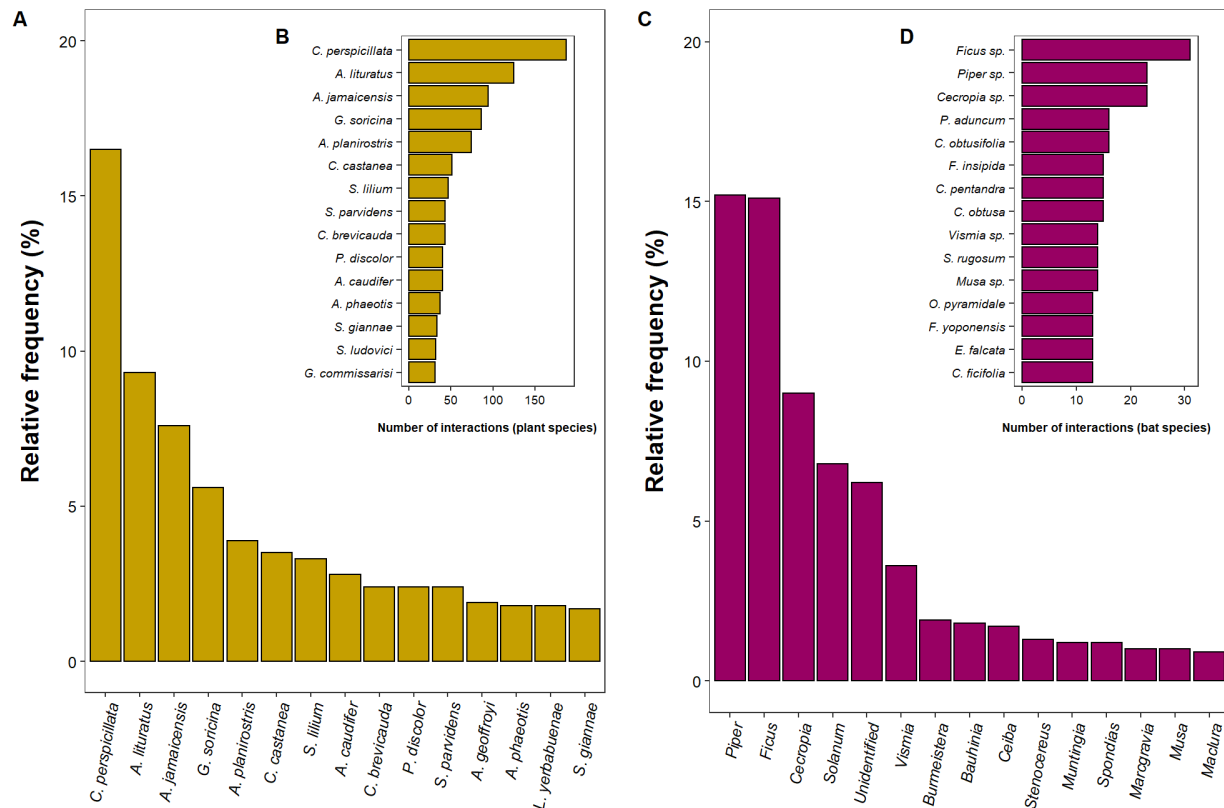 A
Relative frequency (%)
20
15
10
5
0
C. perspicillata
A. lituratus
A. jamaicensis
G. soricina
A. planirostris
C. castanea
S. lilium
A. caudifer
C. brevicauda
P. discolor
S. parvidens
A. geoffroyi
A. phaeotis
L. yerbabuenae
S. giannae
B
C. perspicillata
A. lituratus
A. jamaicensis
G. soricina
A. planirostris
C. castanea
S. lilium
S. parvidens
C. brevicauda
P. discolor
A. caudifer
A. phaeotis
S. giannae
S. ludovici
G. commissarisi
0 50 100 150
Number of interactions (plant species)
C
Relative frequency (%)
20
15
10
5
0
Piper
Ficus
Cecropia
Solanum
Unidentified
Vismia
Burmeistera
Bauhinia
Ceiba
Stenocereus
Muntingia
Spondias
Marogravia
Musa
Maclura
D
Ficus sp.
Piper sp.
Cecropia sp.
P. aduncum
C. obtusifolia
F. insipida
C. pentandra
C. obtusa
Vismia sp.
S. rugosum
Musa sp.
O. pyramidale
F. yoponensis
E. falcata
C. ficifolia
0 10 20 30
Number of interactions (bat species)